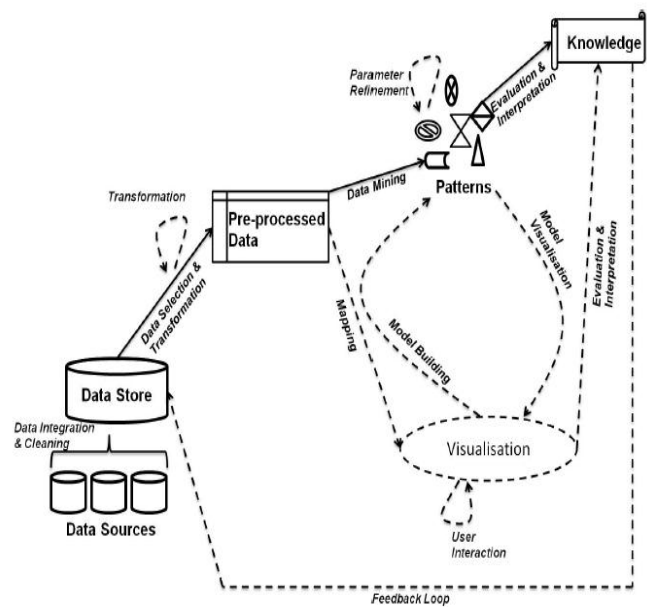 Knowledge
Parameter
Refinement
Evaluation &
Interpretation
Data Mining
Patterns
Transformation
Pre-processed
Data
Data Selection &
Transformation
Mapping
Model Building
Model
Visualisation
Evaluation &
Interpretation
Data Store
Data Integration
& Cleaning
Visualisation
Data Sources
User
Interaction
Feedback Loop